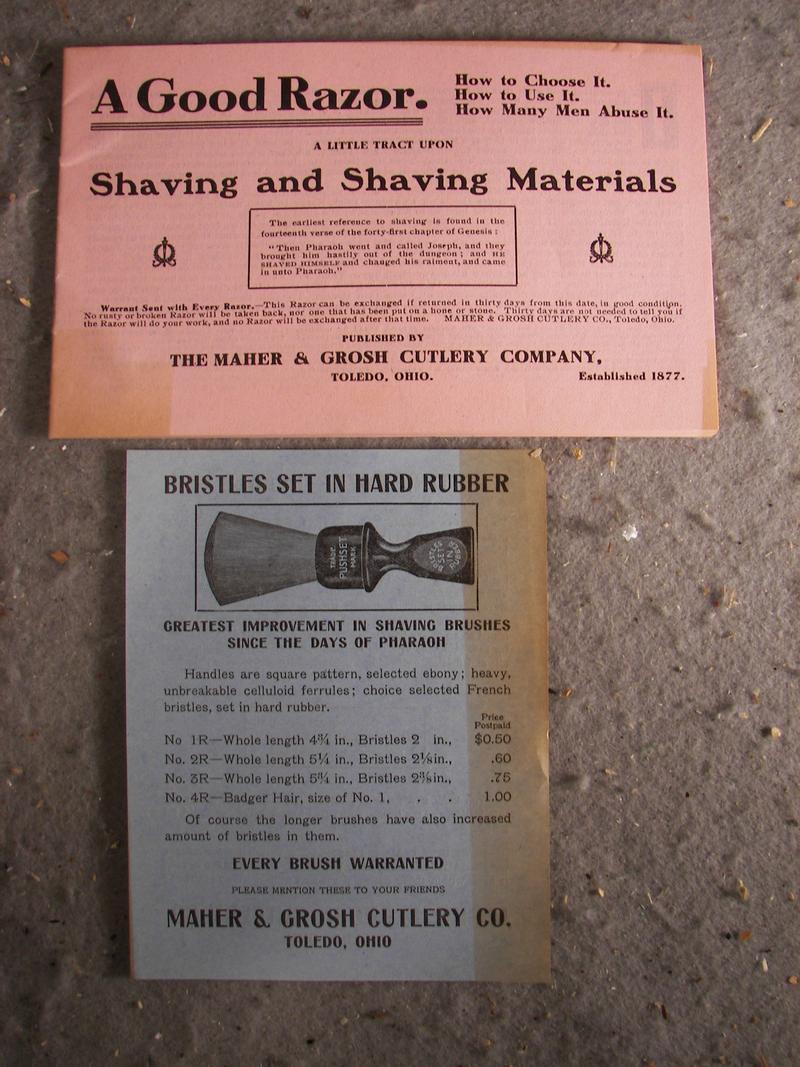 A Good Razor.
How to Choose It.
How to Use It.
How Many Men Abuse It.
A LITTLE TRACT UPON
Shaving and Shaving Materials
The earliest reference to shaving is found in the
fourteenth verse of the forty-first chapter of Genesis:
"Then Pharaoh went and called Joseph, and they
brought him hastily out of the dungeon; and HE
SHAVED HIMSELF and changed his raiment, and came
in unto Pharaoh."
Warrant Sent with Every Razor.—This Razor can be exchanged if returned in thirty days from this date, in good condition.
No rusty or broken Razor will be taken back, nor one that has been put on a hone or stone. Thirty days are not needed to tell you if
the Razor will do your work, and no Razor will be exchanged after that time. MAHER & GROSH CUTLERY CO., Toledo, Ohio.
PUBLISHED BY
THE MAHER & GROSH CUTLERY COMPANY,
TOLEDO, OHIO.
Established 1877.
BRISTLES SET IN HARD RUBBER
TRADE
PUSHSET
MARK
BRISTLES
SET
IN
RUBBER
GREATEST IMPROVEMENT IN SHAVING BRUSHES
SINCE THE DAYS OF PHARAOH
Handles are square pattern, selected ebony; heavy,
unbreakable celluloid ferrules; choice selected French
bristles, set in hard rubber.
Price
Postpaid
No 1R—Whole length 4¾ in., Bristles 2 in., $0.50
No. 2R—Whole length 5¼ in., Bristles 2⅛in., .60
No. 3R—Whole length 5¾ in., Bristles 2⅜in., .75
No. 4R—Badger Hair, size of No. 1, . . 1.00
Of course the longer brushes have also increased
amount of bristles in them.
EVERY BRUSH WARRANTED
PLEASE MENTION THESE TO YOUR FRIENDS
MAHER & GROSH CUTLERY CO.
TOLEDO, OHIO